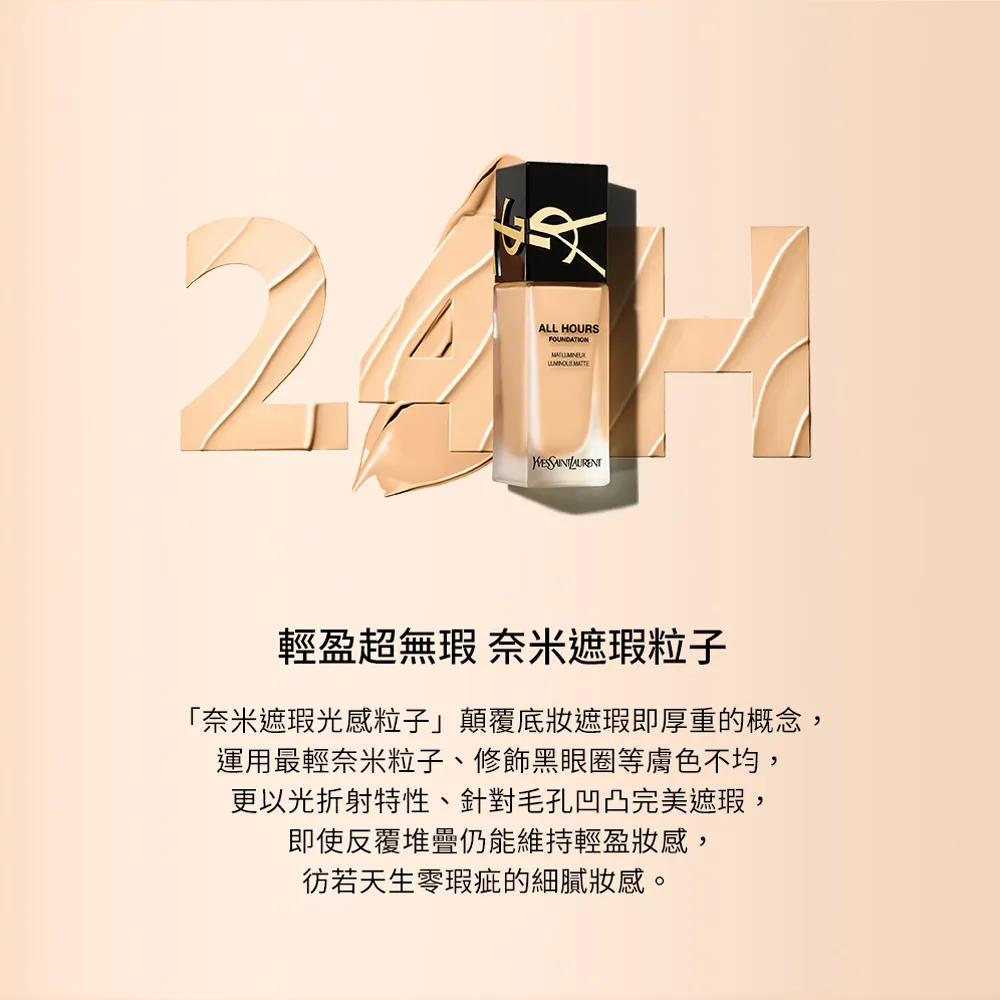 24H
YSL
ALL HOURS
FOUNDATION
MAT LUMINEUX
LUMINOUS MATTE
YVESSAINTLAURENT
輕盈超無瑕 奈米遮瑕粒子
「奈米遮瑕光感粒子」顛覆底妝遮瑕即厚重的概念，
運用最輕奈米粒子、修飾黑眼圈等膚色不均，
更以光折射特性、針對毛孔凹凸完美遮瑕，
即使反覆堆疊仍能維持輕盈妝感，
彷若天生零瑕疵的細膩妝感。